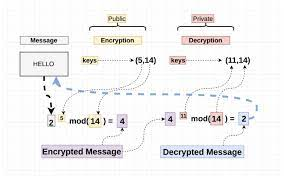 Public Private
Message Encryption Decryption
HELLO keys (5,14) keys (11,14)
2 5 mod( 14 ) = 4 4 11 mod( 14 ) = 2
Encrypted Message Decrypted Message